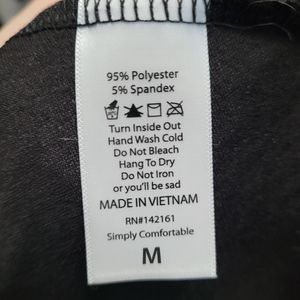 95% Polyester
5% Spandex
Turn Inside Out
Hand Wash Cold
Do Not Bleach
Hang To Dry
Do Not Iron
or you'll be sad
MADE IN VIETNAM
RN#142161
Simply Comfortable
M